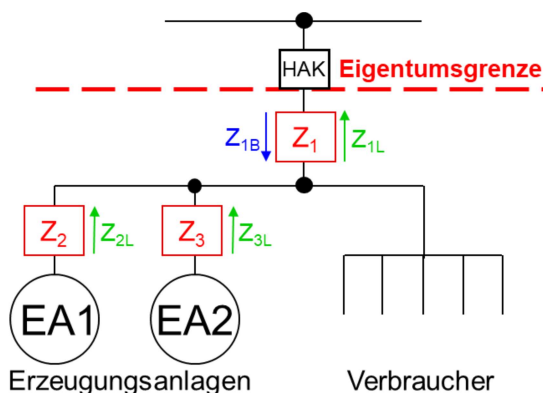 HAK Eigentumsgrenze
Z1B Z1 Z1L
Z2 Z2L Z3 Z3L
EA1 EA2
Erzeugungsanlagen Verbraucher